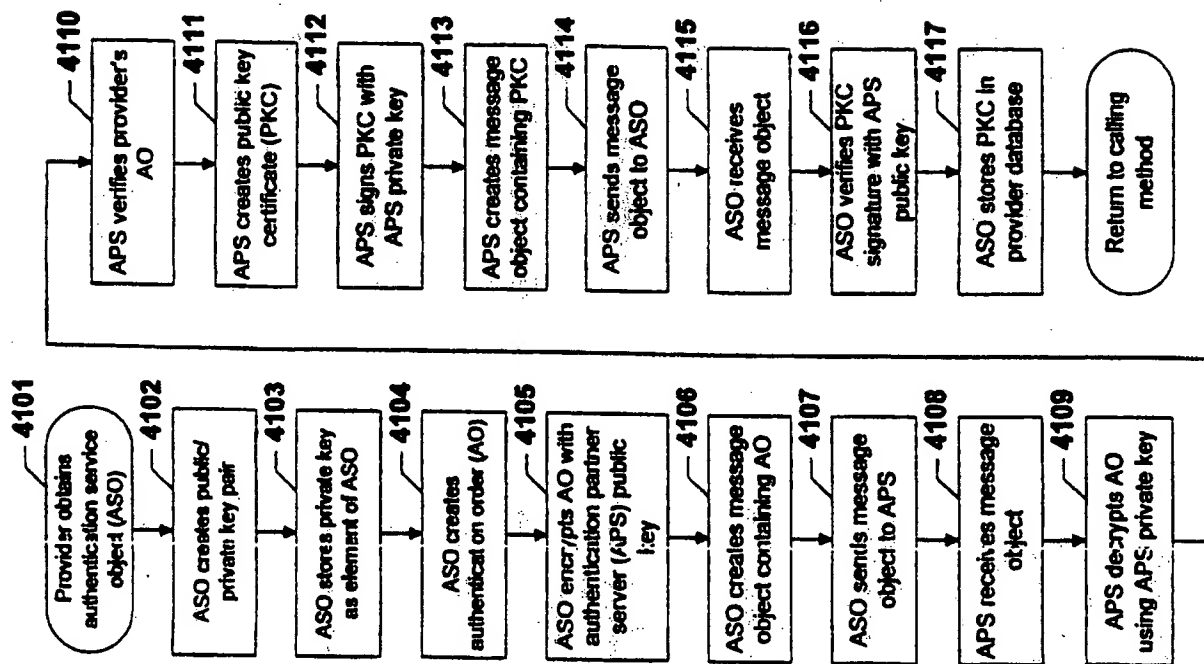 4101
Provider obtains
authentication service
object (ASO)
4102
ASO creates public/
private key pair
4103
ASO stores private key
as element of ASO
4104
ASO creates
authentication order (AO)
4105
ASO encrypts AO with
authentication partner
server (APS) public
key
4106
ASO creates message
object containing AO
4107
ASO sends message
object to APS
4108
APS receives message
object
4109
APS decrypts AO
using APS private key
4110
APS verifies provider's
AO
4111
APS creates public key
certificate (PKC)
4112
APS signs PKC with
APS private key
4113
APS creates message
object containing PKC
4114
APS sends message
object to ASO
4115
ASO receives
message object
4116
ASO verifies PKC
signature with APS
public key
4117
ASO stores PKC in
provider database
Return to calling
method